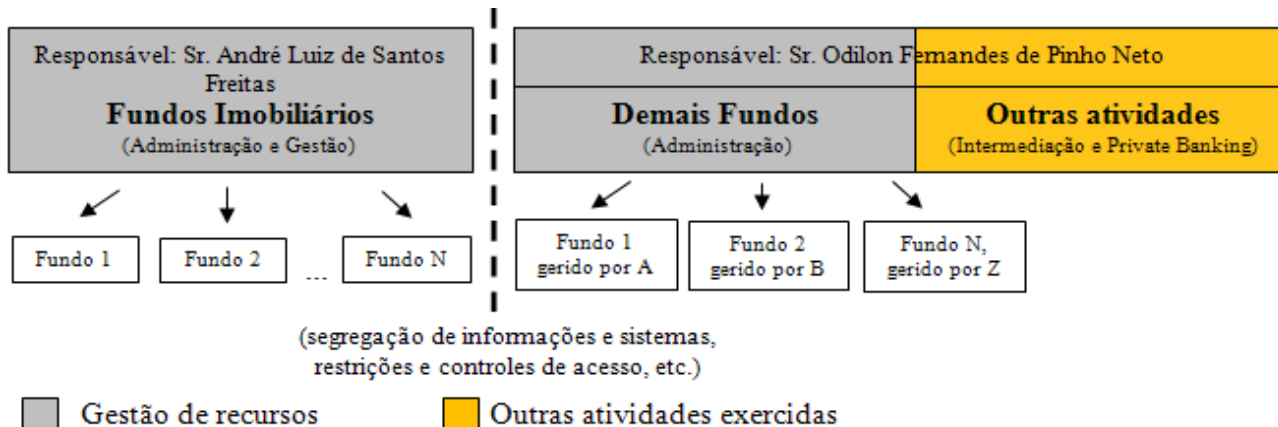 Responsável: Sr. André Luiz de Santos
Freitas
Fundos Imobiliários
(Administração e Gestão)
Responsável: Sr. Odilon Fernandes de Pinho Neto
Demais Fundos
(Administração)
Outras atividades
(Intermediação e Private Banking)
Fundo 1
Fundo 2
...
Fundo N
Fundo 1
gerido por A
Fundo 2
gerido por B
Fundo N,
gerido por Z
(segregação de informações e sistemas,
restrições e controles de acesso, etc.)
Gestão de recursos
Outras atividades exercidas